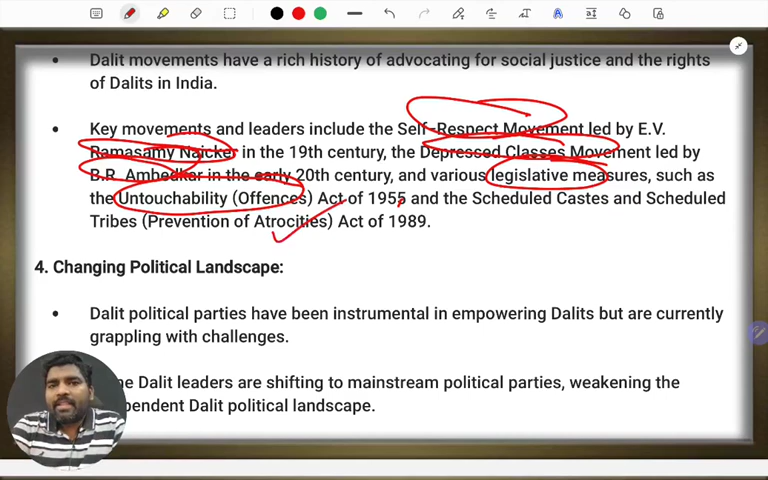 Dalit movements have a rich history of advocating for social justice and the rights
of Dalits in India.
Key movements and leaders include the Self-Respect Movement led by E.V.
Ramasamy Naicker in the 19th century, the Depressed Classes Movement led by
B.R. Ambedkar in the early 20th century, and various legislative measures, such as
the Untouchability (Offences) Act of 1955 and the Scheduled Castes and Scheduled
Tribes (Prevention of Atrocities) Act of 1989.
4. Changing Political Landscape:
Dalit political parties have been instrumental in empowering Dalits but are currently
grappling with challenges.
Dalit leaders are shifting to mainstream political parties, weakening the
Dalit political landscape.